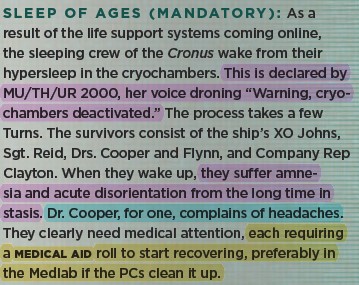 SLEEP OF AGES (MANDATORY): As a
result of the life support systems coming online,
the sleeping crew of the Cronus wake from their
hypersleep in the cryochambers. This is declared by
MU/TH/UR 2000, her voice droning “Warning, cryo-
chambers deactivated.” The process takes a few
Turns. The survivors consist of the ship’s XO Johns,
Sgt. Reid, Drs. Cooper and Flynn, and Company Rep
Clayton. When they wake up, they suffer amne-
sia and acute disorientation from the long time in
stasis. Dr. Cooper, for one, complains of headaches.
They clearly need medical attention, each requiring
a MEDICAL AID roll to start recovering, preferably in
the Medlab if the PCs clean it up.